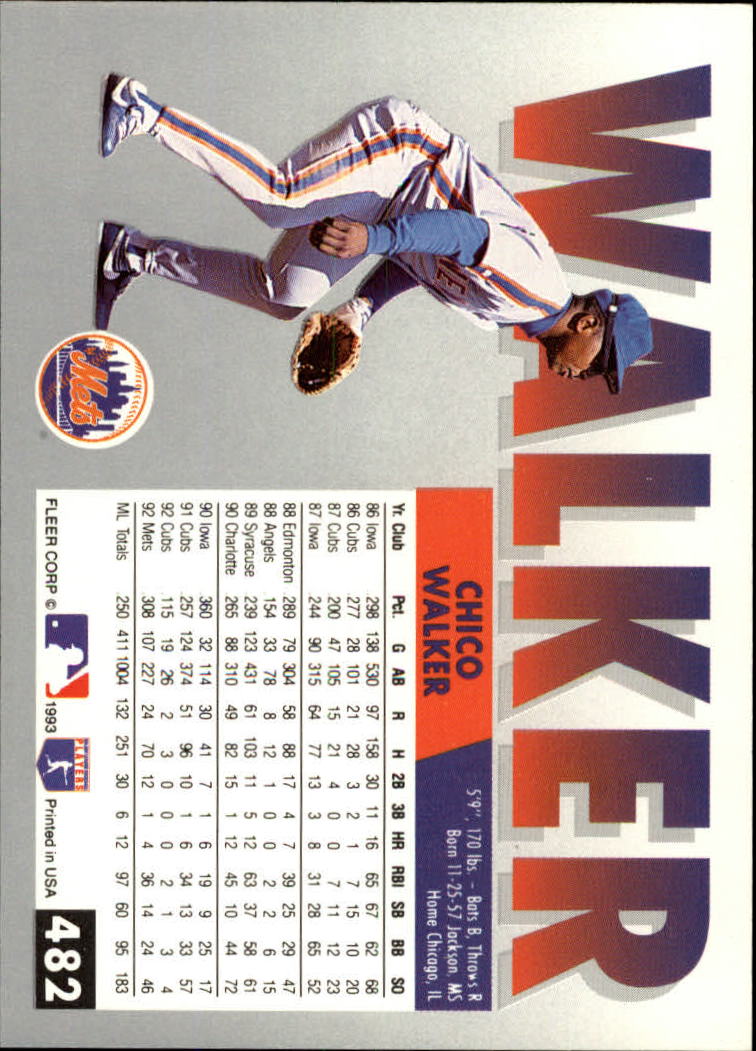 WALKER
CHICO
WALKER
5'9", 170 lbs. – Bats B, Throws R
Born 11-25-57 Jackson, MS
Home Chicago, IL
Yr. Club Pct. G AB R H 2B 3B HR RBI SB BB SO
86 Iowa .298 138 530 97 158 30 11 16 65 67 62 68
86 Cubs .277 28 101 21 28 3 2 1 7 15 10 20
87 Cubs .200 47 105 15 21 4 0 0 7 11 12 23
87 Iowa .244 90 315 64 77 13 3 8 31 28 65 52
88 Edmonton .289 79 304 58 88 17 4 7 39 25 29 47
88 Angels .154 33 78 8 12 1 0 0 2 2 6 15
89 Syracuse .239 123 431 61 103 11 5 12 63 37 58 61
90 Charlotte .265 88 310 49 82 15 1 12 45 10 44 72
90 Iowa .360 32 114 30 41 7 1 6 19 9 25 17
91 Cubs .257 124 374 51 96 10 1 6 34 13 33 57
92 Cubs .115 19 26 2 3 0 0 0 2 1 3 4
92 Mets .308 107 227 24 70 12 1 4 36 14 24 46
ML Totals .250 411 1004 132 251 30 6 12 97 60 95 183
Mets
FLEER CORP © 1993 PLAYERS Printed in USA 482